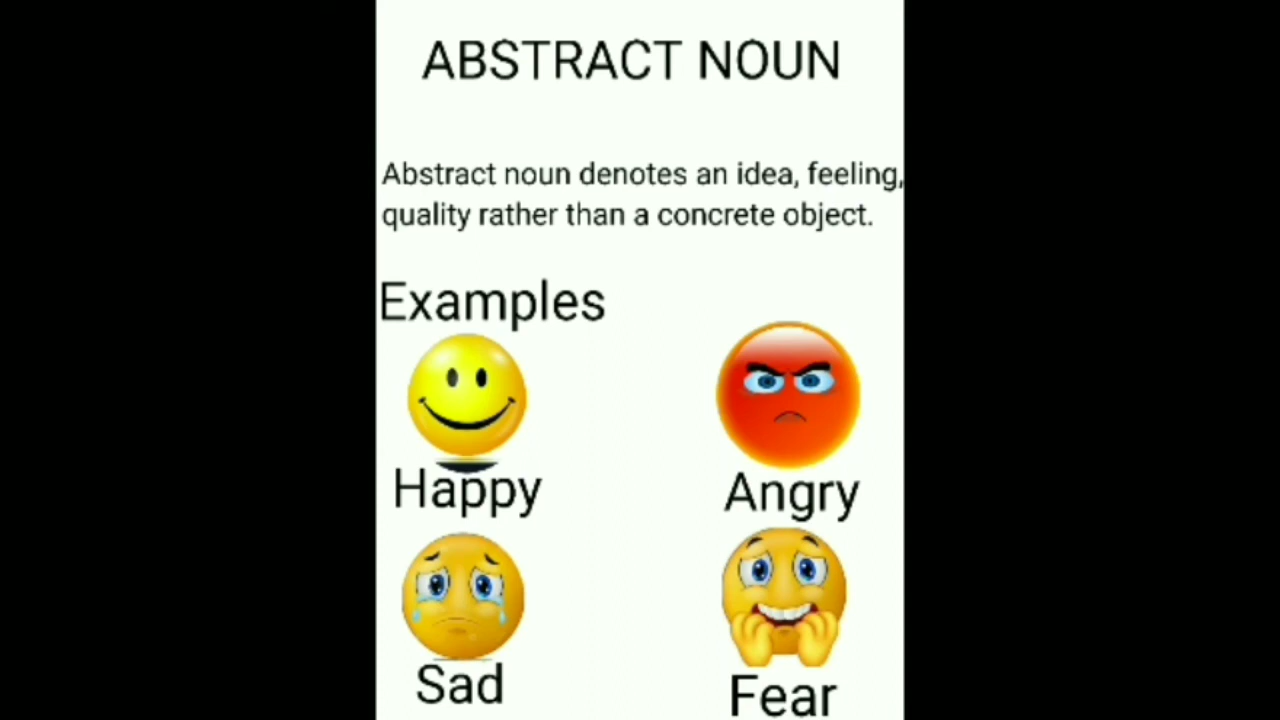 ABSTRACT NOUN
Abstract noun denotes an idea, feeling,
quality rather than a concrete object.
Examples
Happy
Angry
Sad
Fear